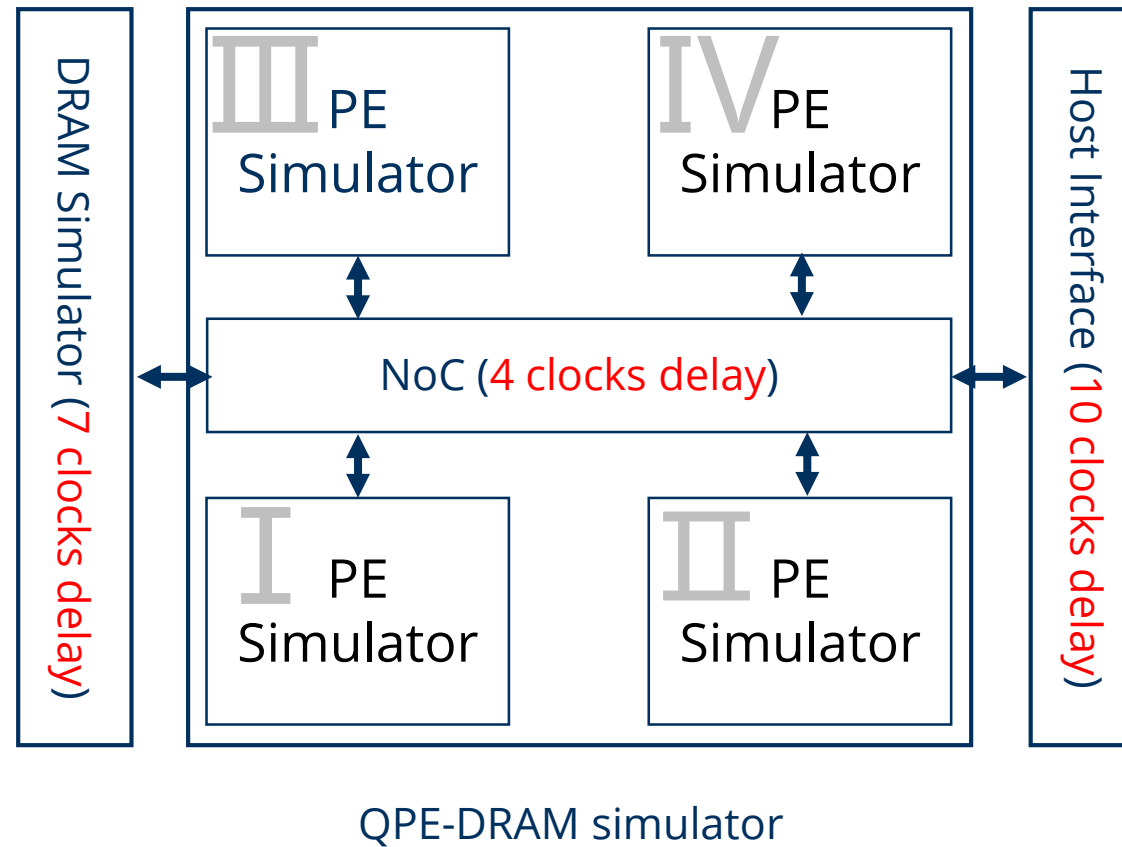 DRAM Simulator (7 clocks delay)
III PE
Simulator
IV PE
Simulator
NoC (4 clocks delay)
I PE
Simulator
II PE
Simulator
Host Interface (10 clocks delay)
QPE-DRAM simulator